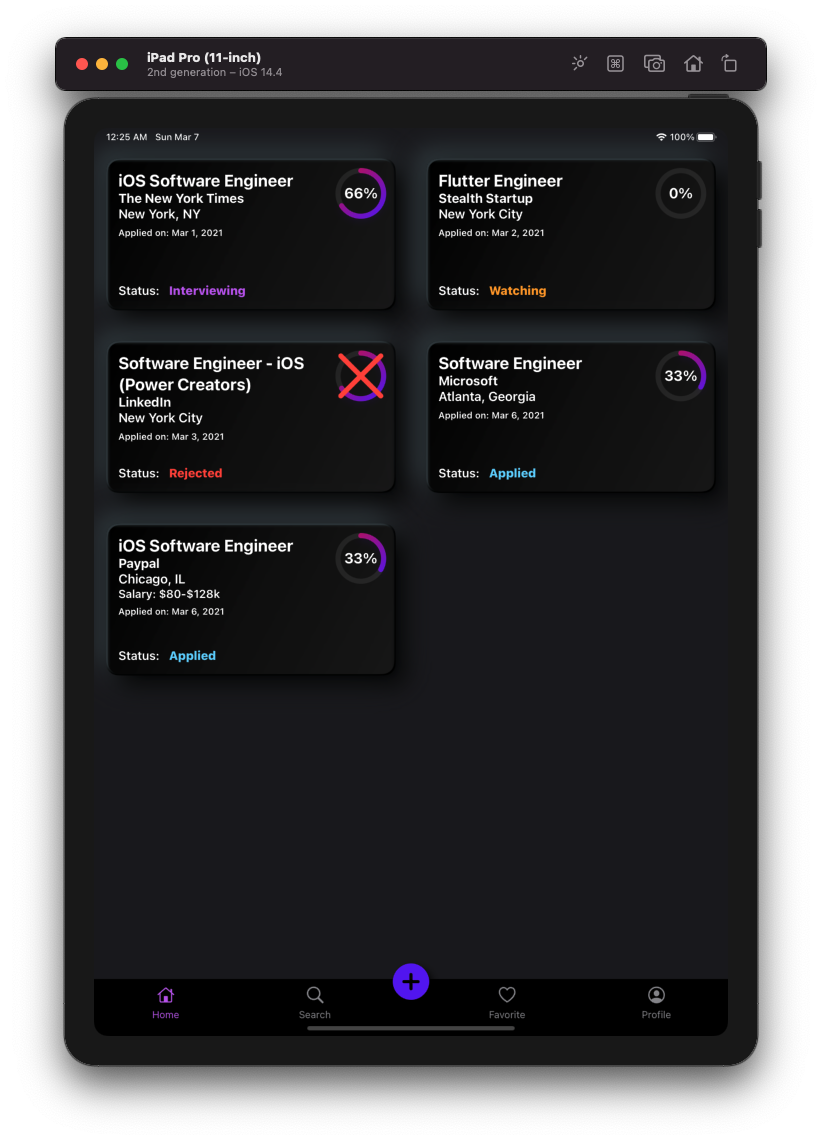 iPad Pro (11-inch)
2nd generation – iOS 14.4
12:25 AM Sun Mar 7
100%
iOS Software Engineer
The New York Times
New York, NY
Applied on: Mar 1, 2021
66%
Status: Interviewing
Flutter Engineer
Stealth Startup
New York City
Applied on: Mar 2, 2021
0%
Status: Watching
Software Engineer - iOS
(Power Creators)
LinkedIn
New York City
Applied on: Mar 3, 2021
Status: Rejected
Software Engineer
Microsoft
Atlanta, Georgia
Applied on: Mar 6, 2021
33%
Status: Applied
iOS Software Engineer
Paypal
Chicago, IL
Salary: $80-$128k
Applied on: Mar 6, 2021
33%
Status: Applied
Home
Search
Favorite
Profile